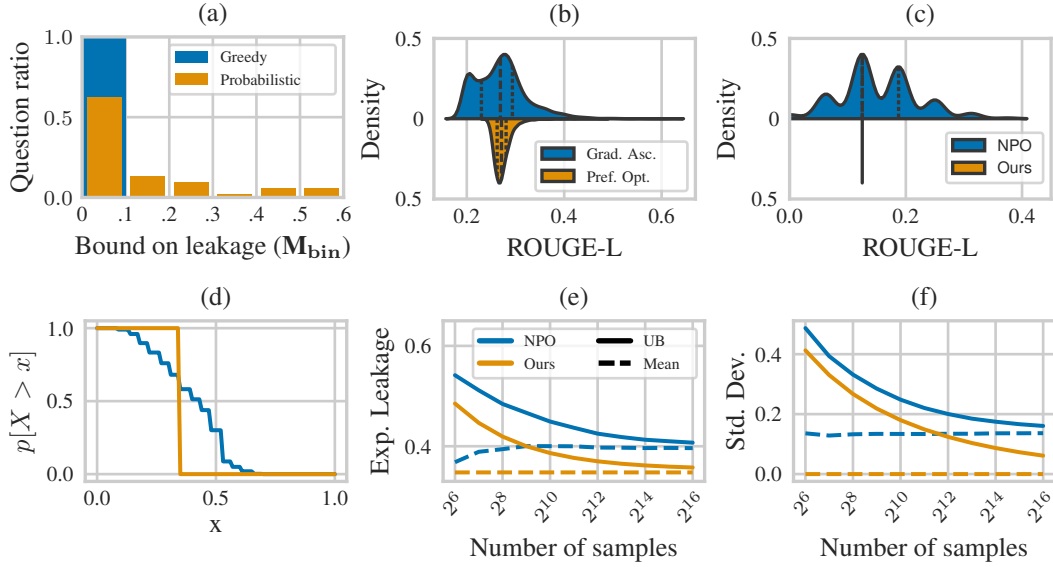 (a)
1.0
0.5
0.0
Question ratio
Greedy
Probabilistic
0 .1 .2 .3 .4 .5 .6
Bound on leakage (M_bin)
(b)
0.5
0
0.5
Density
Grad. Asc.
Pref. Opt.
0.2 0.4 0.6
ROUGE-L
(c)
0.5
0
0.5
Density
NPO
Ours
0.0 0.2 0.4
ROUGE-L
(d)
1.0
0.5
0.0
p[X > x]
0.0 0.5 1.0
x
(e)
0.6
0.4
Exp. Leakage
NPO UB
Ours Mean
2^6 2^8 2^10 2^12 2^14 2^16
Number of samples
(f)
0.4
0.2
0.0
Std. Dev.
2^6 2^8 2^10 2^12 2^14 2^16
Number of samples